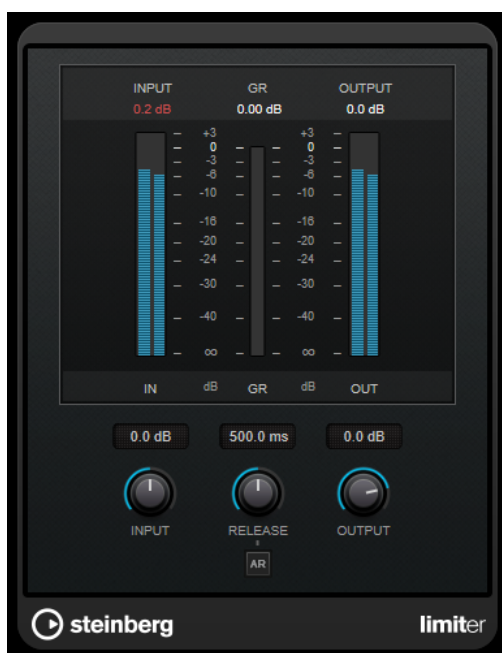 INPUT GR OUTPUT
0.2 dB 0.00 dB 0.0 dB
+3 +3
0 0
-3 -3
-6 -6
-10 -10
-16 -16
-20 -20
-24 -24
-30 -30
-40 -40
∞ ∞
IN dB GR dB OUT
0.0 dB 500.0 ms 0.0 dB
INPUT RELEASE OUTPUT
AR
steinberg limiter